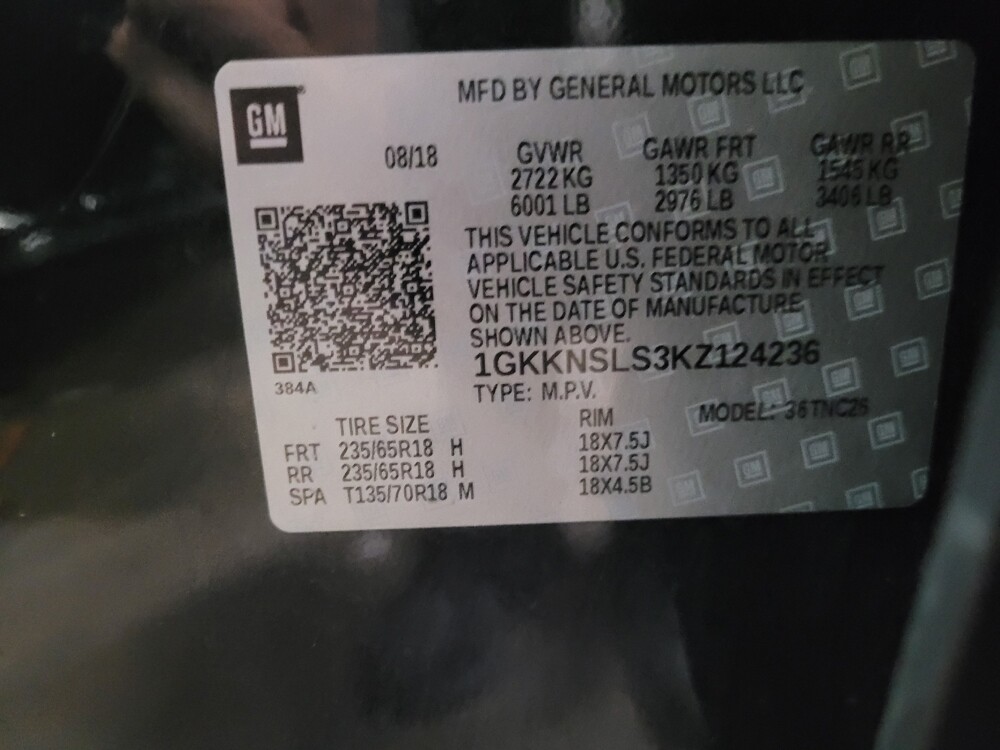 GM
MFD BY GENERAL MOTORS LLC
08/18
GVWR GAWR FRT GAWR RR
2722 KG 1350 KG 1545 KG
6001 LB 2976 LB 3406 LB
THIS VEHICLE CONFORMS TO ALL
APPLICABLE U.S. FEDERAL MOTOR
VEHICLE SAFETY STANDARDS IN EFFECT
ON THE DATE OF MANUFACTURE
SHOWN ABOVE.
1GKKNSLS3KZ124236
384A
TYPE: M.P.V.
MODEL: 36TNC26
TIRE SIZE RIM
FRT 235/65R18 H 18X7.5J
RR 235/65R18 H 18X7.5J
SPA T135/70R18 M 18X4.5B